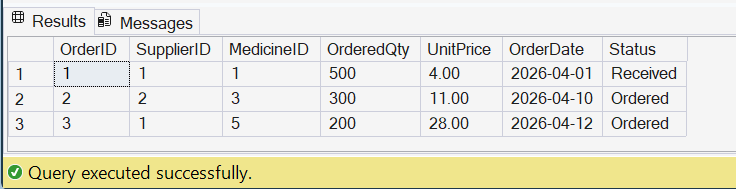 Results Messages
OrderID SupplierID MedicineID OrderedQty UnitPrice OrderDate Status
1 1 1 1 500 4.00 2026-04-01 Received
2 2 2 3 300 11.00 2026-04-10 Ordered
3 3 1 5 200 28.00 2026-04-12 Ordered
Query executed successfully.